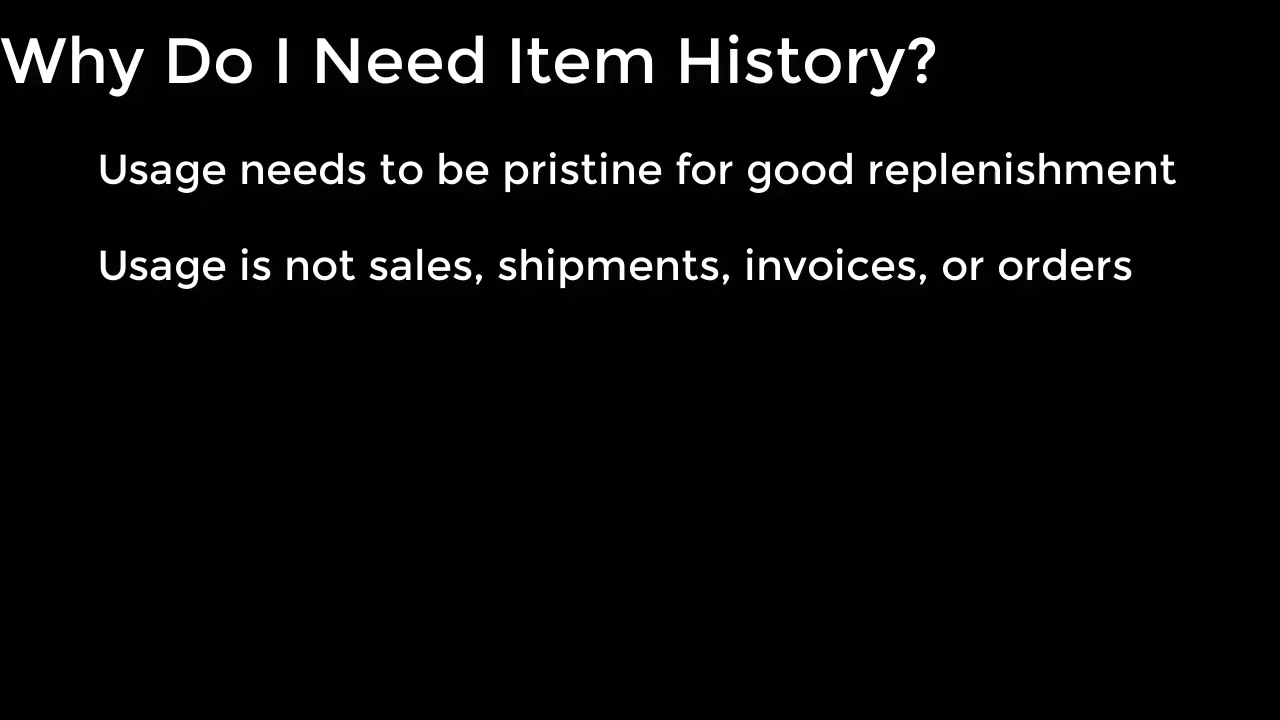 Why Do I Need Item History?
Usage needs to be pristine for good replenishment
Usage is not sales, shipments, invoices, or orders